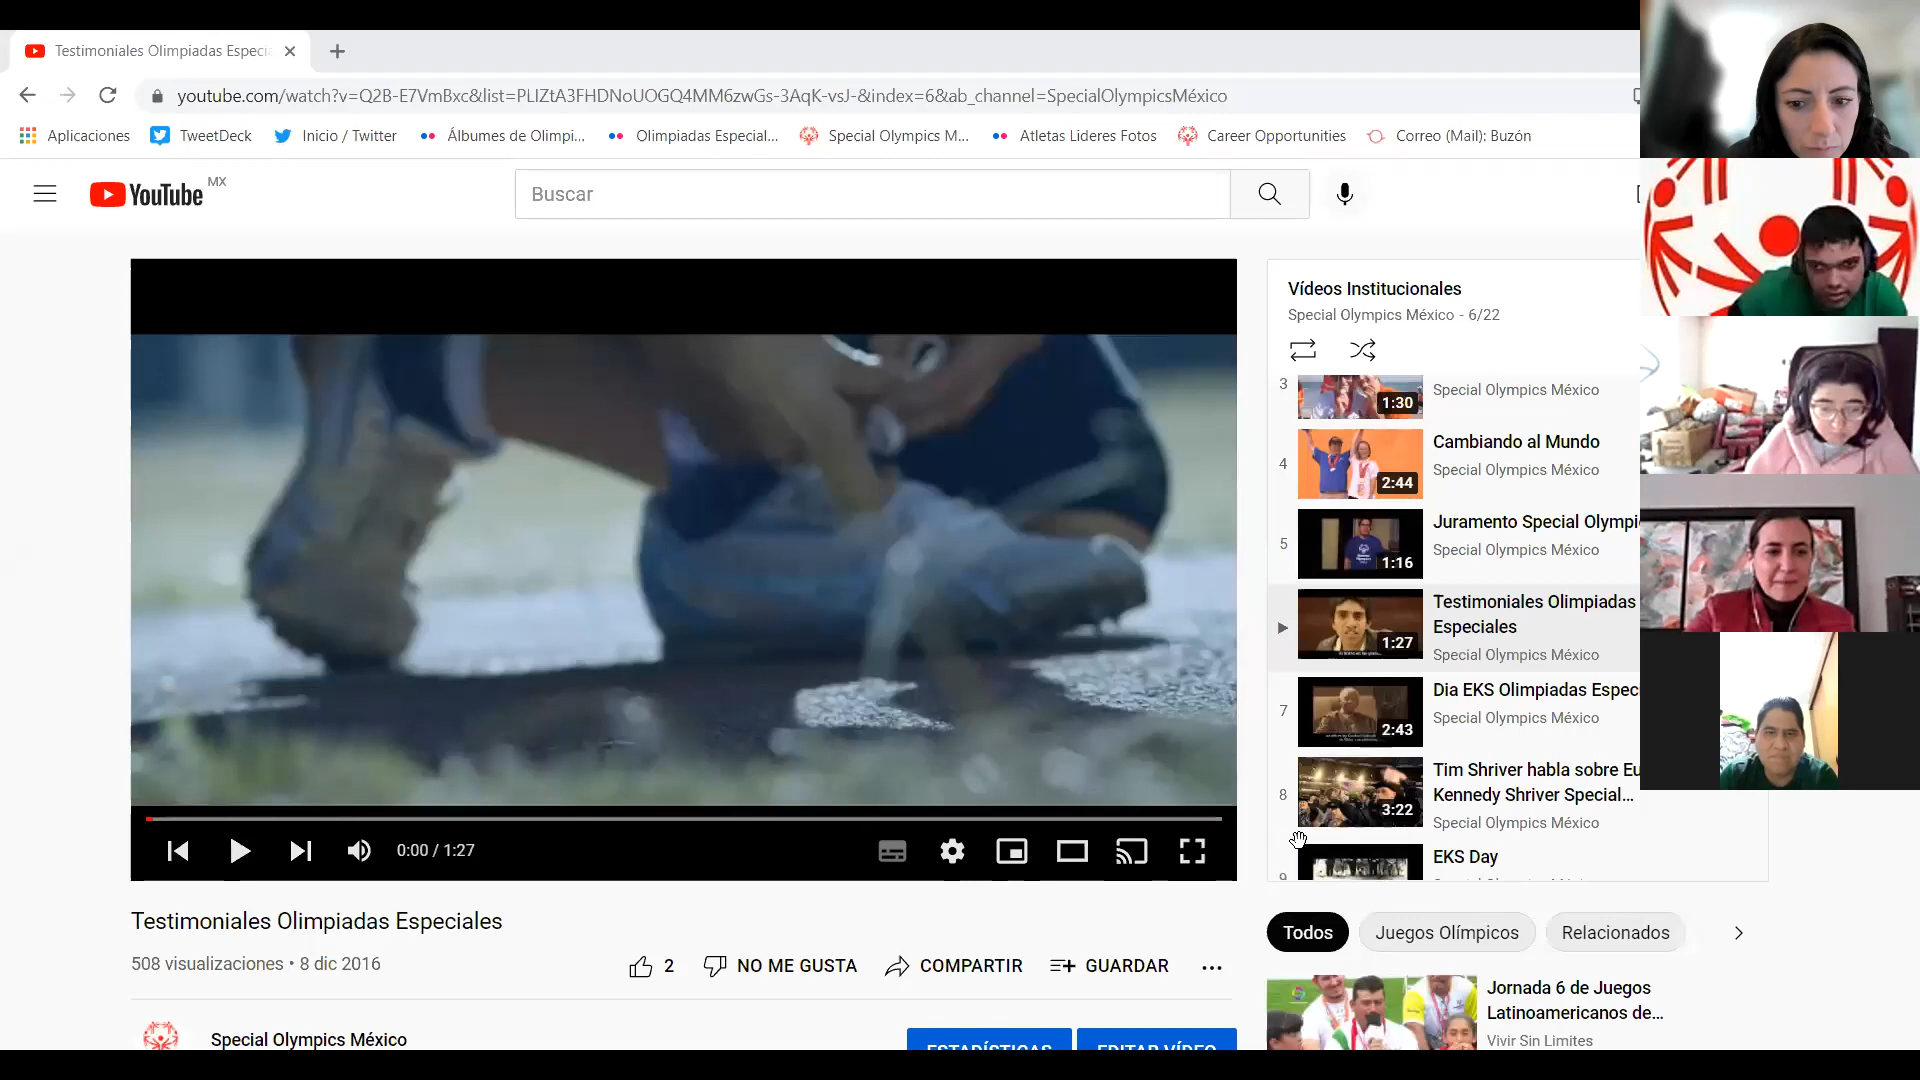 Testimoniales Olimpiadas Especia
youtube.com/watch?v=Q2B-E7VmBxc&list=PLIZtA3FHDNoUOGQ4MM6zwGs-3AqK-vsJ-&index=6&ab_channel=SpecialOlympicsMéxico
Aplicaciones TweetDeck Inicio / Twitter Álbumes de Olimpi... Olimpiadas Especial... Special Olympics M... Atletas Lideres Fotos Career Opportunities Correo (Mail): Buzón
YouTube MX
Buscar
Vídeos Institucionales
Special Olympics México - 6/22
3
1:30
Special Olympics México
4
2:44
Cambiando al Mundo
Special Olympics México
5
1:16
Juramento Special Olympi
Special Olympics México
1:27
Testimoniales Olimpiadas
Especiales
Special Olympics México
7
2:43
Dia EKS Olimpiadas Espec
Special Olympics México
8
3:22
Tim Shriver habla sobre Eu
Kennedy Shriver Special...
Special Olympics México
9
EKS Day
0:00 / 1:27
Testimoniales Olimpiadas Especiales
508 visualizaciones • 8 dic 2016
2 NO ME GUSTA COMPARTIR GUARDAR
Special Olympics México
ESTADÍSTICAS EDITAR VÍDEO
Todos Juegos Olímpicos Relacionados
Jornada 6 de Juegos
Latinoamericanos de...
Vivir Sin Limites